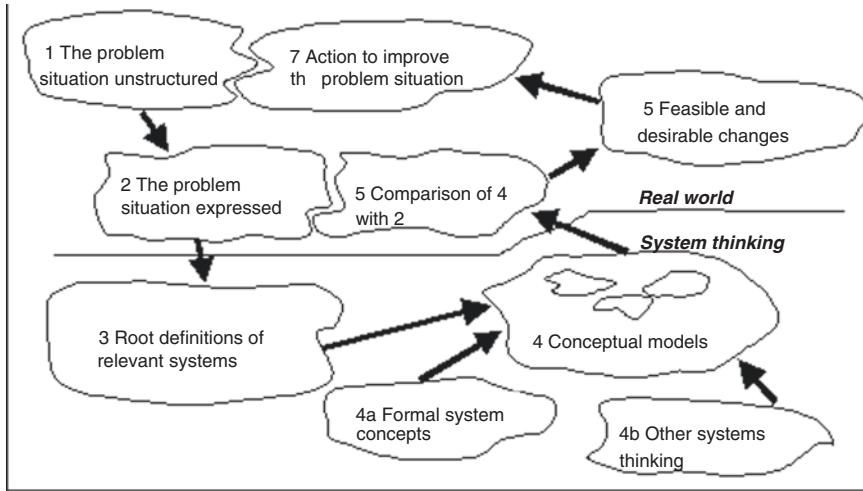 1 The problem
situation unstructured
7 Action to improve
th problem situation
5 Feasible and
desirable changes
2 The problem
situation expressed
5 Comparison of 4
with 2
Real world
System thinking
3 Root definitions of
relevant systems
4 Conceptual models
4a Formal system
concepts
4b Other systems
thinking